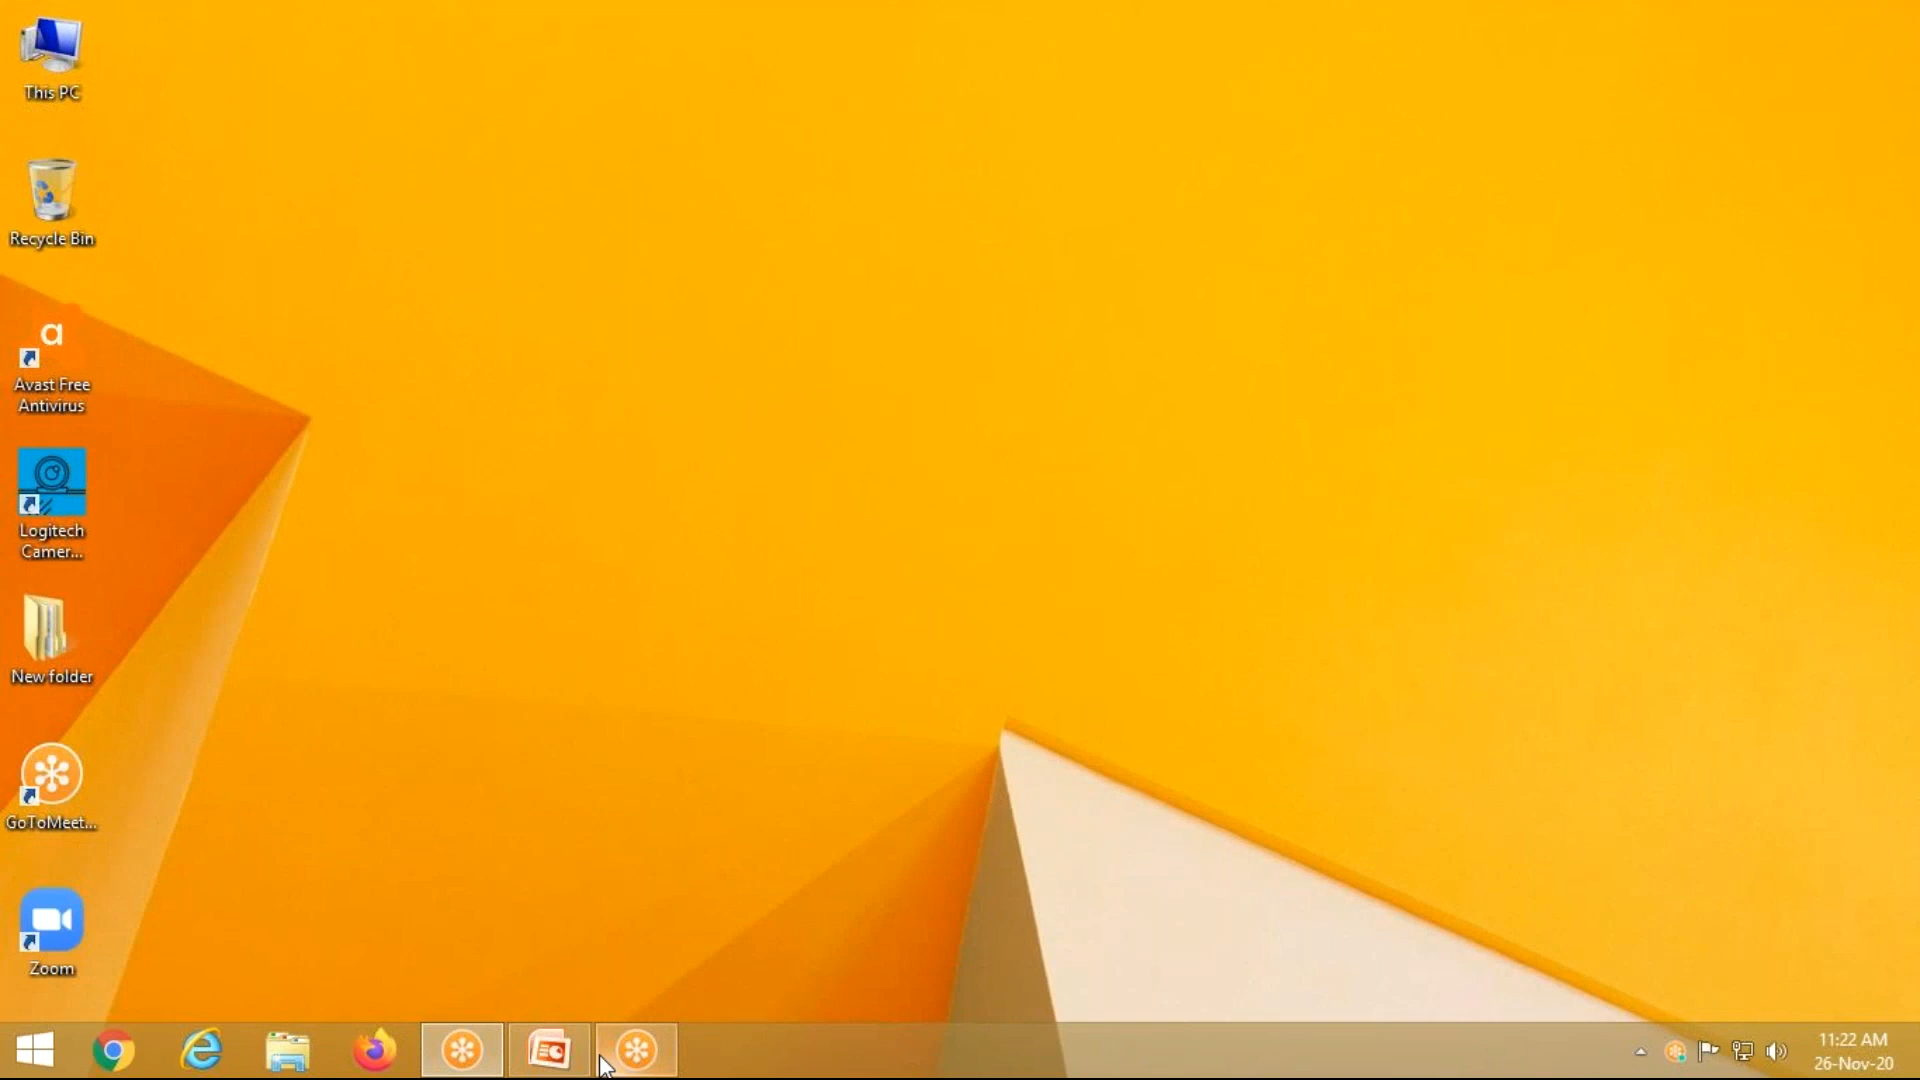 This PC
Recycle Bin
a
Avast Free
Antivirus
Logitech
Camer...
New folder
GoToMeet...
Zoom
11:22 AM
26-Nov-20